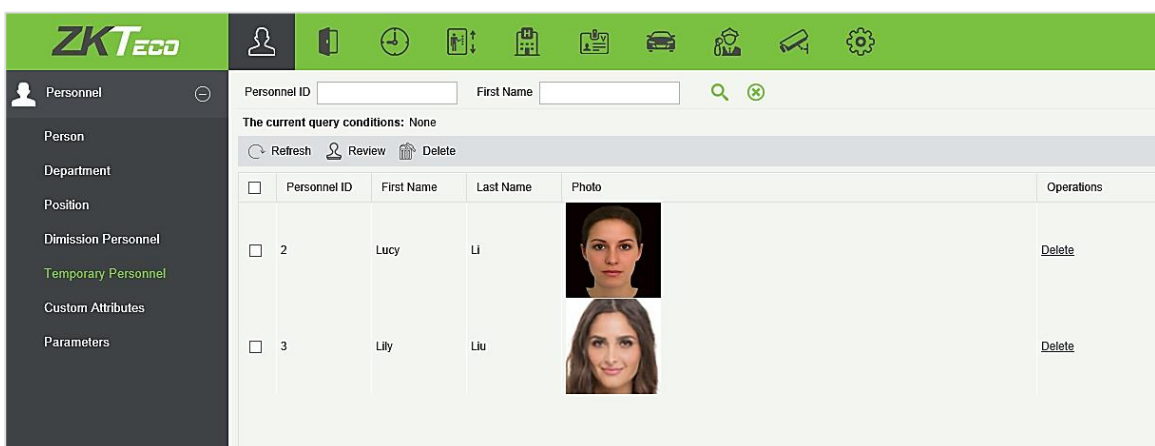 ZKTECO
Personnel
Person
Department
Position
Dimission Personnel
Temporary Personnel
Custom Attributes
Parameters
Personnel ID First Name
The current query conditions: None
Refresh Review Delete
Personnel ID First Name Last Name Photo Operations
2 Lucy Li Delete
3 Lily Liu Delete